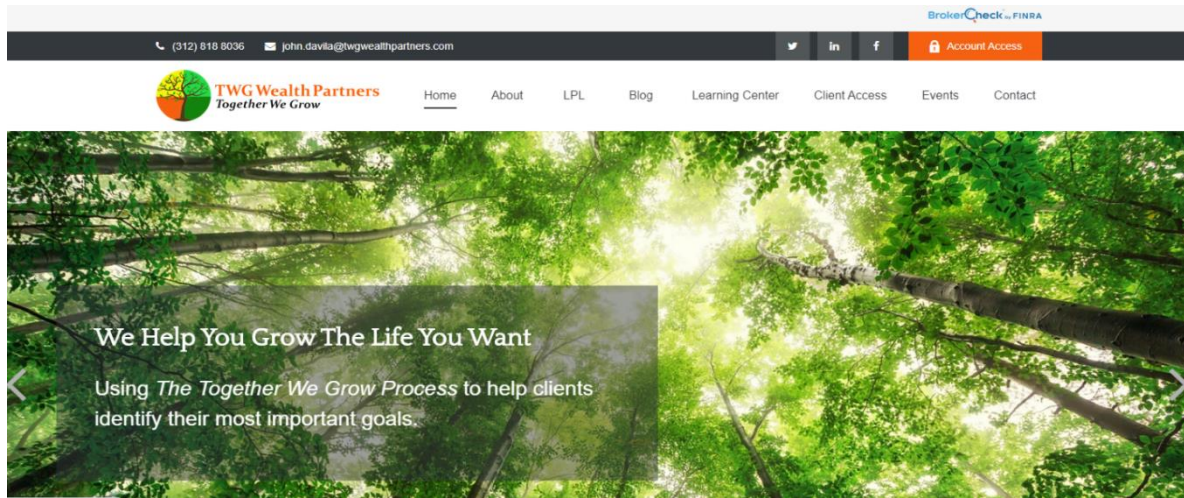 BrokerCheck by FINRA
(312) 818 8036 john.davila@twgwealthpartners.com Account Access
TWG Wealth Partners
Together We Grow
Home About LPL Blog Learning Center Client Access Events Contact
We Help You Grow The Life You Want
Using The Together We Grow Process to help clients
identify their most important goals.